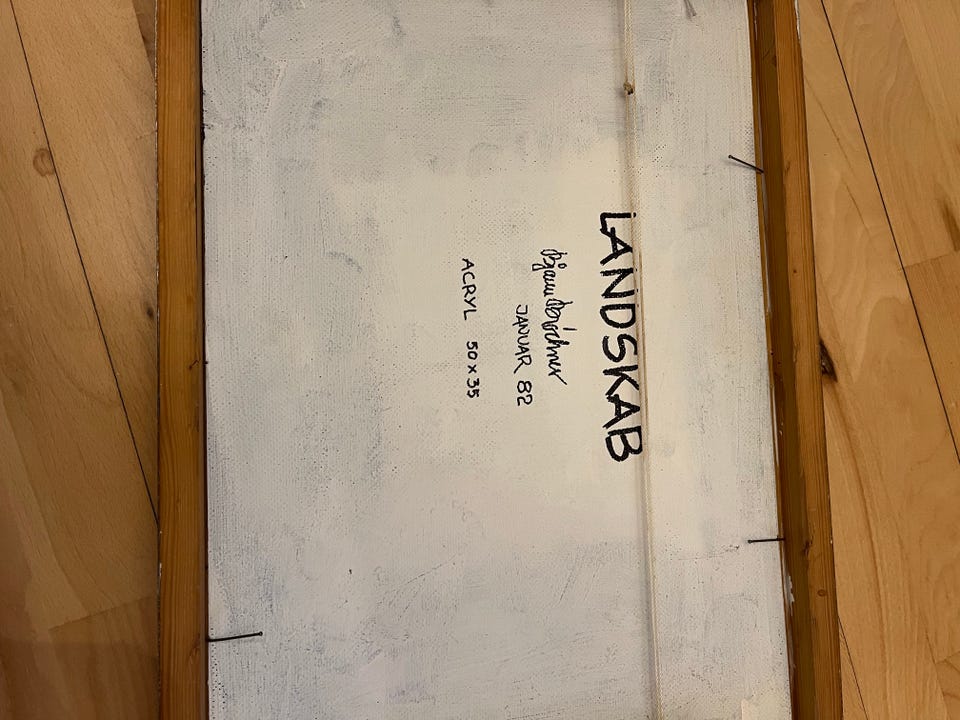 LANDSKAB
JANUAR 82
ACRYL 50 x 35